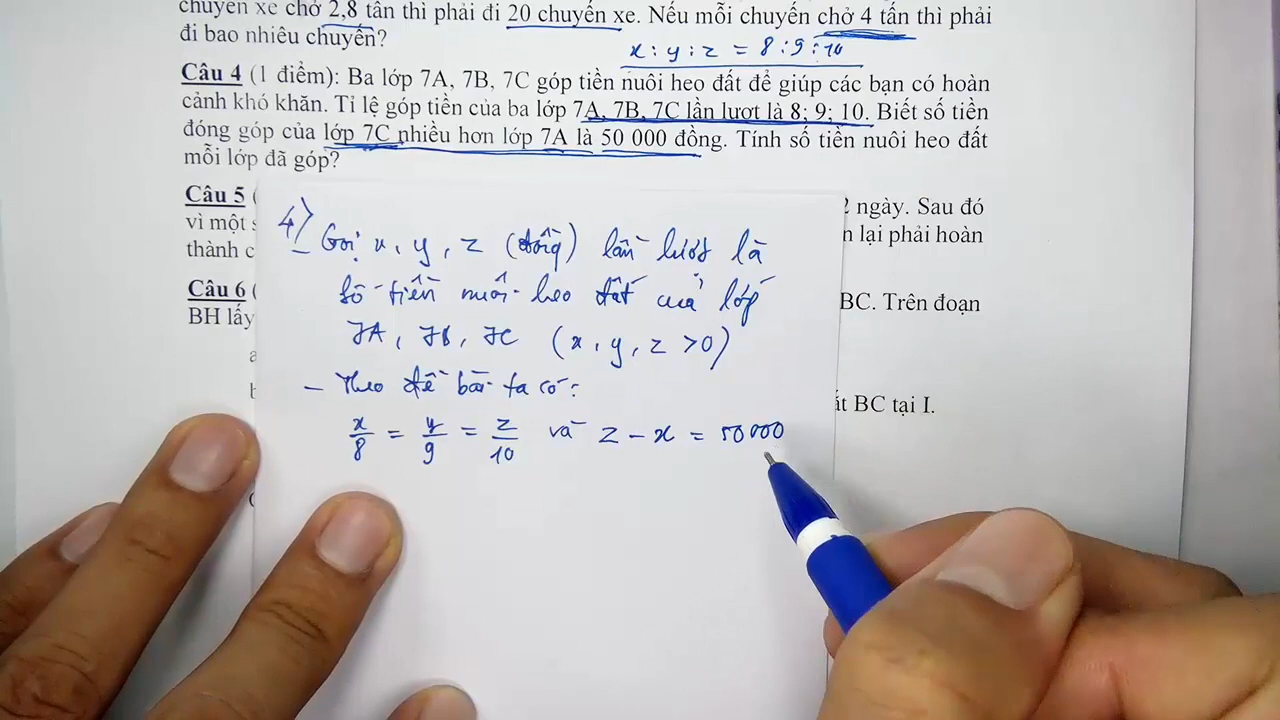 chuyến xe chở 2,8 tấn thì phải đi 20 chuyến xe. Nếu mỗi chuyến chở 4 tấn thì phải
đi bao nhiêu chuyến?
x : y : z = 8 : 9 : 10
Câu 4 (1 điểm): Ba lớp 7A, 7B, 7C góp tiền nuôi heo đất để giúp các bạn có hoàn
cảnh khó khăn. Tỉ lệ góp tiền của ba lớp 7A, 7B, 7C lần lượt là 8; 9; 10. Biết số tiền
đóng góp của lớp 7C nhiều hơn lớp 7A là 50 000 đồng. Tính số tiền nuôi heo đất
mỗi lớp đã góp?
Câu 5 ( 2 ngày. Sau đó
vì một s n lại phải hoàn
thành c
Câu 6 ( BC. Trên đoạn
BH lấy
a
b ắt BC tại I.
4) Gọi x, y, z (đồng) lần lượt là
số tiền nuôi heo đất của lớp
7A, 7B, 7C (x, y, z > 0)
- Theo đề bài ta có:
x/8 = y/9 = z/10 và z - x = 50000